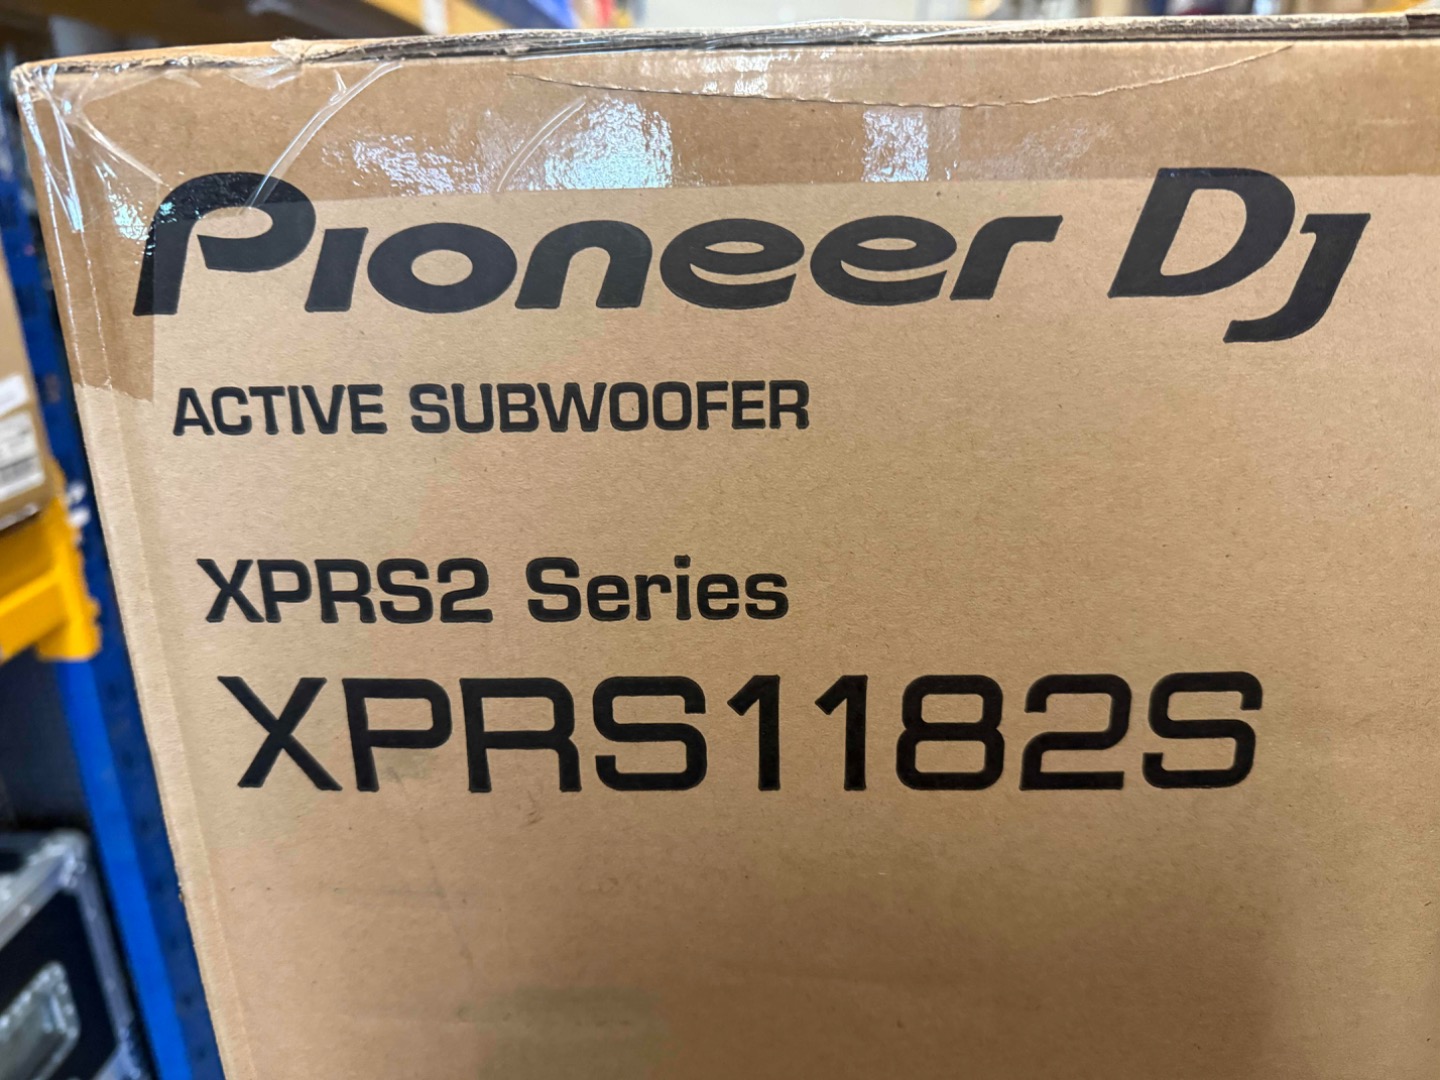 Pioneer DJ
ACTIVE SUBWOOFER
XPRS2 Series
XPRS1182S